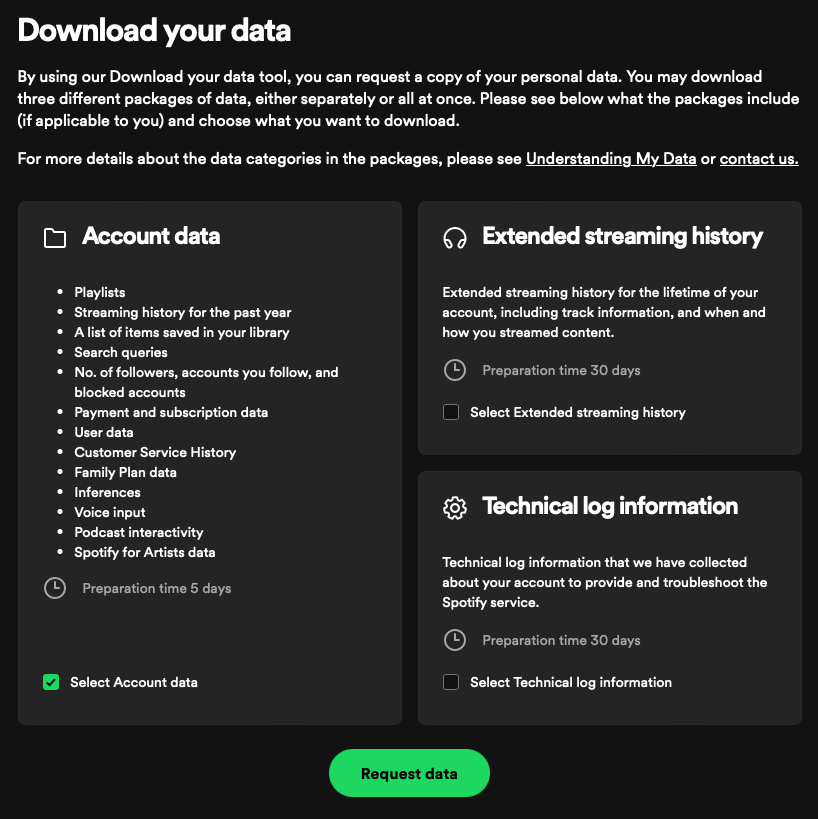 Download your data
By using our Download your data tool, you can request a copy of your personal data. You may download
three different packages of data, either separately or all at once. Please see below what the packages include
(if applicable to you) and choose what you want to download.
For more details about the data categories in the packages, please see Understanding My Data or contact us.
Account data
Playlists
Streaming history for the past year
A list of items saved in your library
Search queries
No. of followers, accounts you follow, and
blocked accounts
Payment and subscription data
User data
Customer Service History
Family Plan data
Inferences
Voice input
Podcast interactivity
Spotify for Artists data
Preparation time 5 days
Select Account data
Extended streaming history
Extended streaming history for the lifetime of your
account, including track information, and when and
how you streamed content.
Preparation time 30 days
Select Extended streaming history
Technical log information
Technical log information that we have collected
about your account to provide and troubleshoot the
Spotify service.
Preparation time 30 days
Select Technical log information
Request data